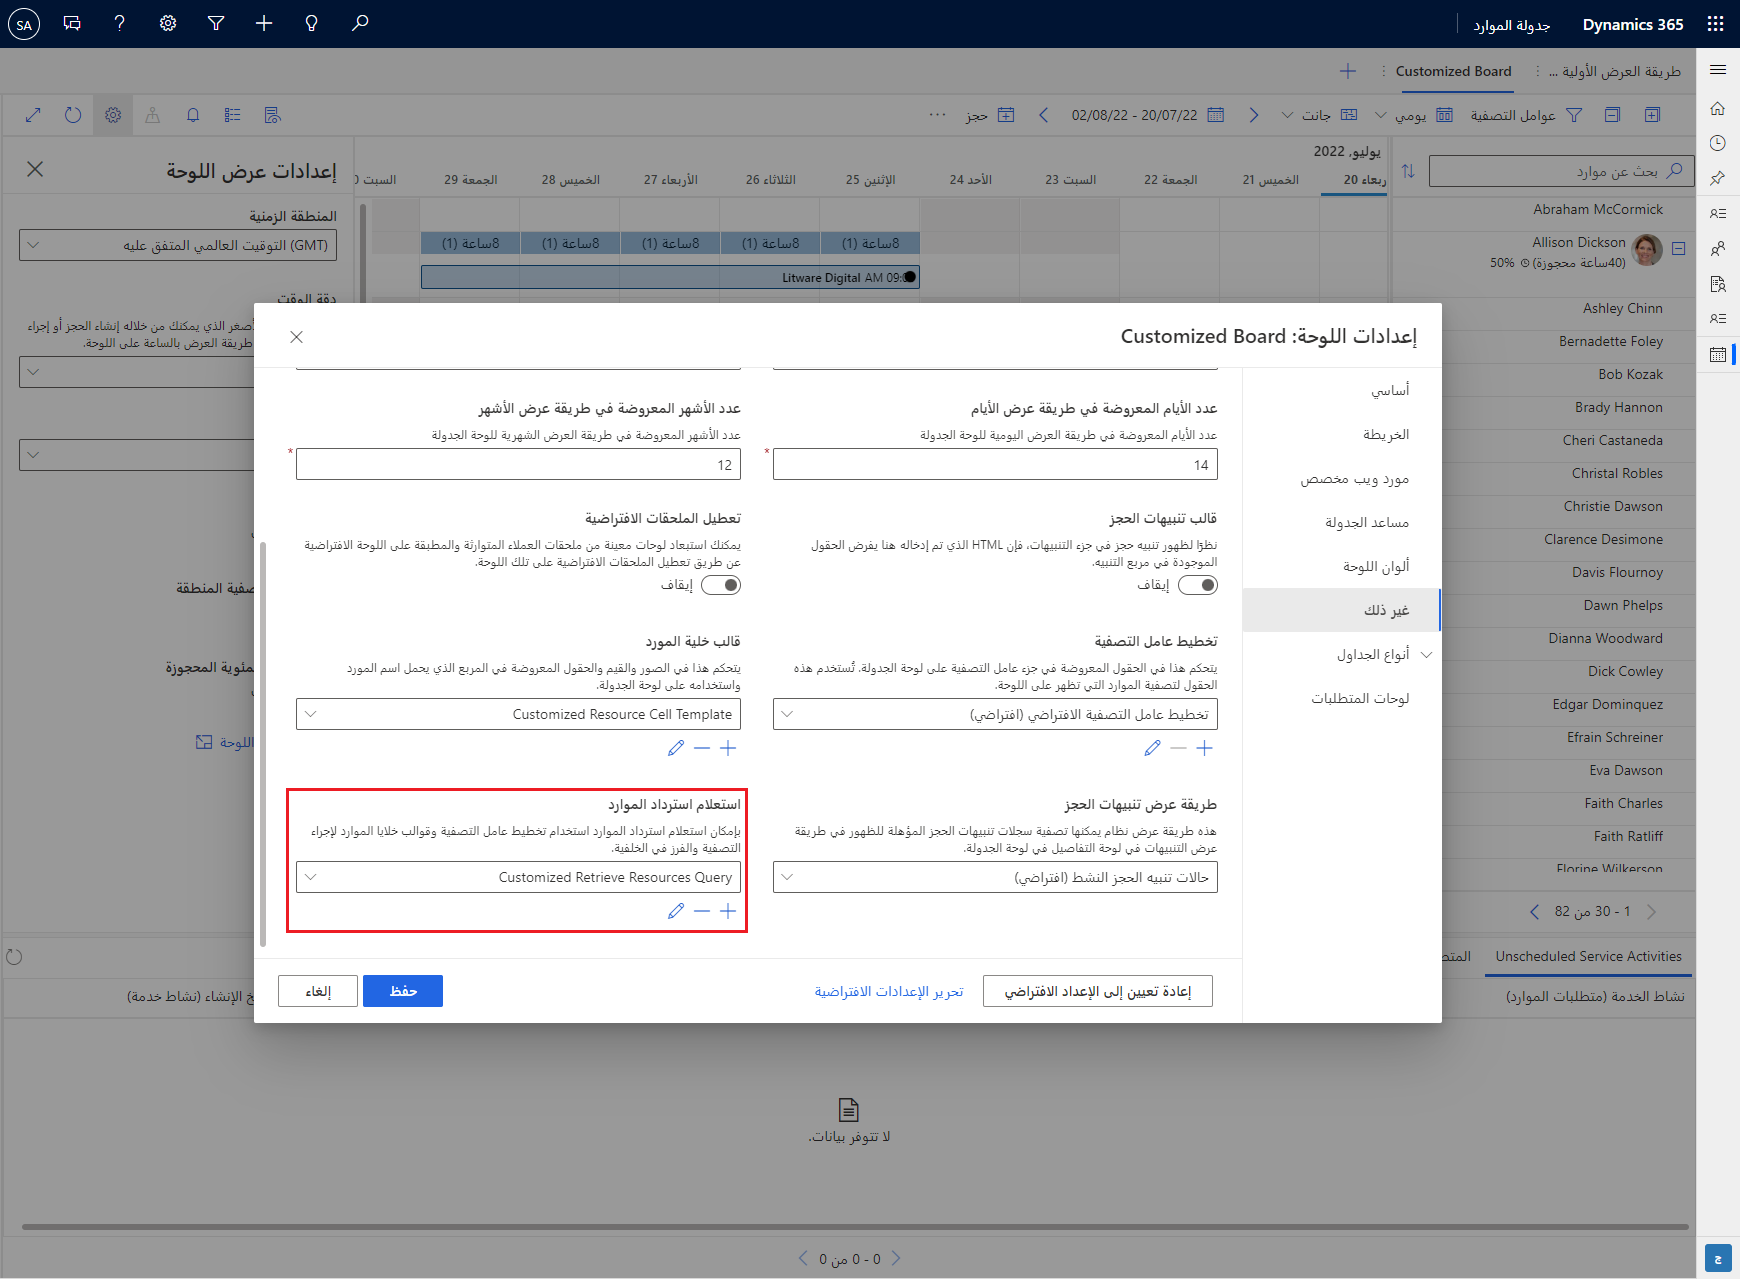 Dynamics 365
جدولة الموارد
SA
طريقة العرض الأولية ...
Customized Board
عوامل التصفية
يومي
جانت
20/07/22 - 02/08/22
حجز
بحث عن موارد
يوليو, 2022
ربعاء 20
الخميس 21
الجمعة 22
السبت 23
الأحد 24
الإثنين 25
الثلاثاء 26
الأربعاء 27
الخميس 28
الجمعة 29
السبت
إعدادات عرض اللوحة
المنطقة الزمنية
(GMT) التوقيت العالمي المتفق عليه
دقة الوقت
أصغر الذي يمكنك من خلاله إنشاء الحجز أو إجراء
طريقة العرض بالساعة على اللوحة.
صفية المنطقة
مئوية المحجوزة
اللوحة
8ساعة (1)
8ساعة (1)
8ساعة (1)
8ساعة (1)
8ساعة (1)
Litware Digital AM 09:
Abraham McCormick
Allison Dickson
(40ساعة محجوزة) 50%
Ashley Chinn
Bernadette Foley
Bob Kozak
Brady Hannon
Cheri Castaneda
Christal Robles
Christie Dawson
Clarence Desimone
Davis Flournoy
Dawn Phelps
Dianna Woodward
Dick Cowley
Edgar Dominquez
Efrain Schreiner
Eva Dawson
Faith Charles
Faith Ratliff
Florine Wilkerson
1 - 30 من 82
إعدادات اللوحة: Customized Board
أساسي
الخريطة
مورد ويب مخصص
مساعد الجدولة
ألوان اللوحة
غير ذلك
أنواع الجداول
لوحات المتطلبات
عدد الأيام المعروضة في طريقة عرض الأيام
عدد الأيام المعروضة في طريقة العرض اليومية للوحة الجدولة
14
*
عدد الأشهر المعروضة في طريقة عرض الأشهر
عدد الأشهر المعروضة في طريقة العرض الشهرية للوحة الجدولة
12
*
قالب تنبيهات الحجز
نظرًا لظهور تنبيه حجز في جزء التنبيهات، فإن HTML الذي تم إدخاله هنا يفرض الحقول
الموجودة في مربع التنبيه.
إيقاف
تعطيل الملحقات الافتراضية
يمكنك استبعاد لوحات معينة من ملحقات العملاء المتوارثة والمطبقة على اللوحة الافتراضية
عن طريق تعطيل الملحقات الافتراضية على تلك اللوحة.
إيقاف
تخطيط عامل التصفية
يتحكم هذا في الحقول المعروضة في جزء عامل التصفية على لوحة الجدولة. تُستخدم هذه
الحقول لتصفية الموارد التي تظهر على اللوحة.
تخطيط عامل التصفية الافتراضي (افتراضي)
قالب خلية المورد
يتحكم هذا في الصور والقيم والحقول المعروضة في المربع الذي يحمل اسم المورد
واستخدامه على لوحة الجدولة.
Customized Resource Cell Template
طريقة عرض تنبيهات الحجز
هذه طريقة عرض نظام يمكنها تصفية سجلات تنبيهات الحجز المؤهلة للظهور في طريقة
عرض التنبيهات في لوحة التفاصيل في لوحة الجدولة.
حالات تنبيه الحجز النشط (افتراضي)
استعلام استرداد الموارد
بإمكان استعلام استرداد الموارد استخدام تخطيط عامل التصفية وقوالب خلايا الموارد لإجراء
التصفية والفرز في الخلفية.
Customized Retrieve Resources Query
إعادة تعيين إلى الإعداد الافتراضي
تحرير الإعدادات الافتراضية
حفظ
إلغاء
Unscheduled Service Activities
المتط
نشاط الخدمة (متطلبات الموارد)
خ الإنشاء (نشاط خدمة)
لا تتوفر بيانات.
0 - 0 من 0
ج